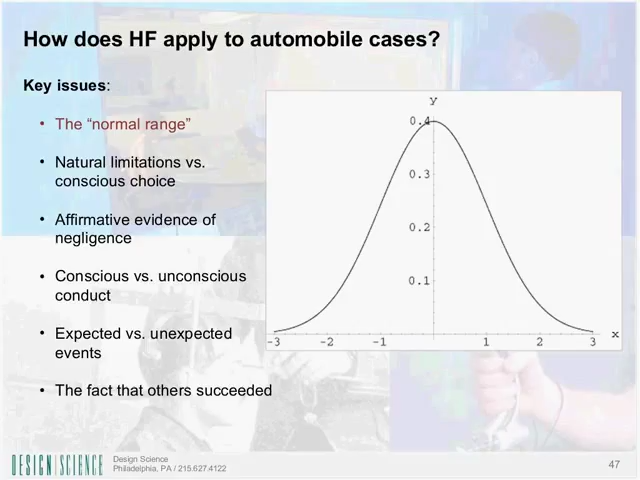 How does HF apply to automobile cases?
Key issues:
• The “normal range”
• Natural limitations vs.
conscious choice
• Affirmative evidence of
negligence
• Conscious vs. unconscious
conduct
• Expected vs. unexpected
events
• The fact that others succeeded
y
0.4
0.3
0.2
0.1
-3 -2 -1 1 2 3 x
DESIGN SCIENCE
Design Science
Philadelphia, PA / 215.627.4122
47